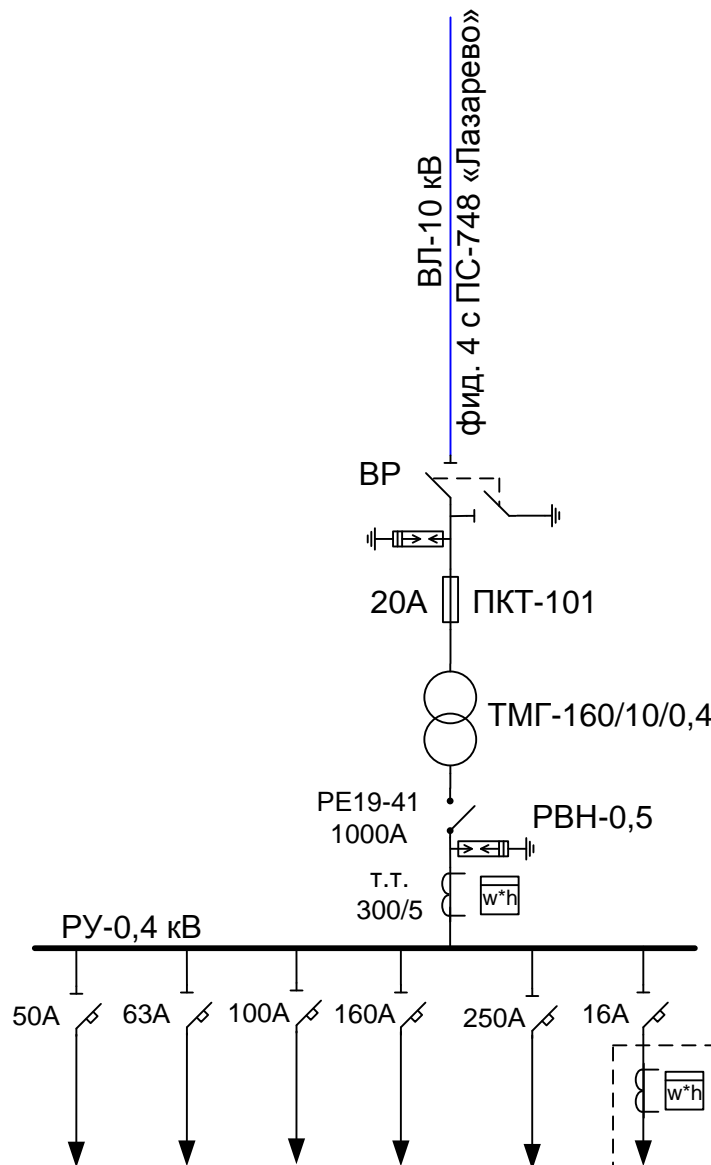 ВЛ-10 кВ
фид. 4 с ПС-748 «Лазарево»
ВР
20А
ПКТ-101
ТМГ-160/10/0,4
РЕ19-41
1000А
РВН-0,5
т.т.
300/5
w*h
РУ-0,4 кВ
50А
63А
100А
160А
250А
16А
w*h